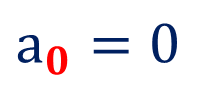 a₀ = 0